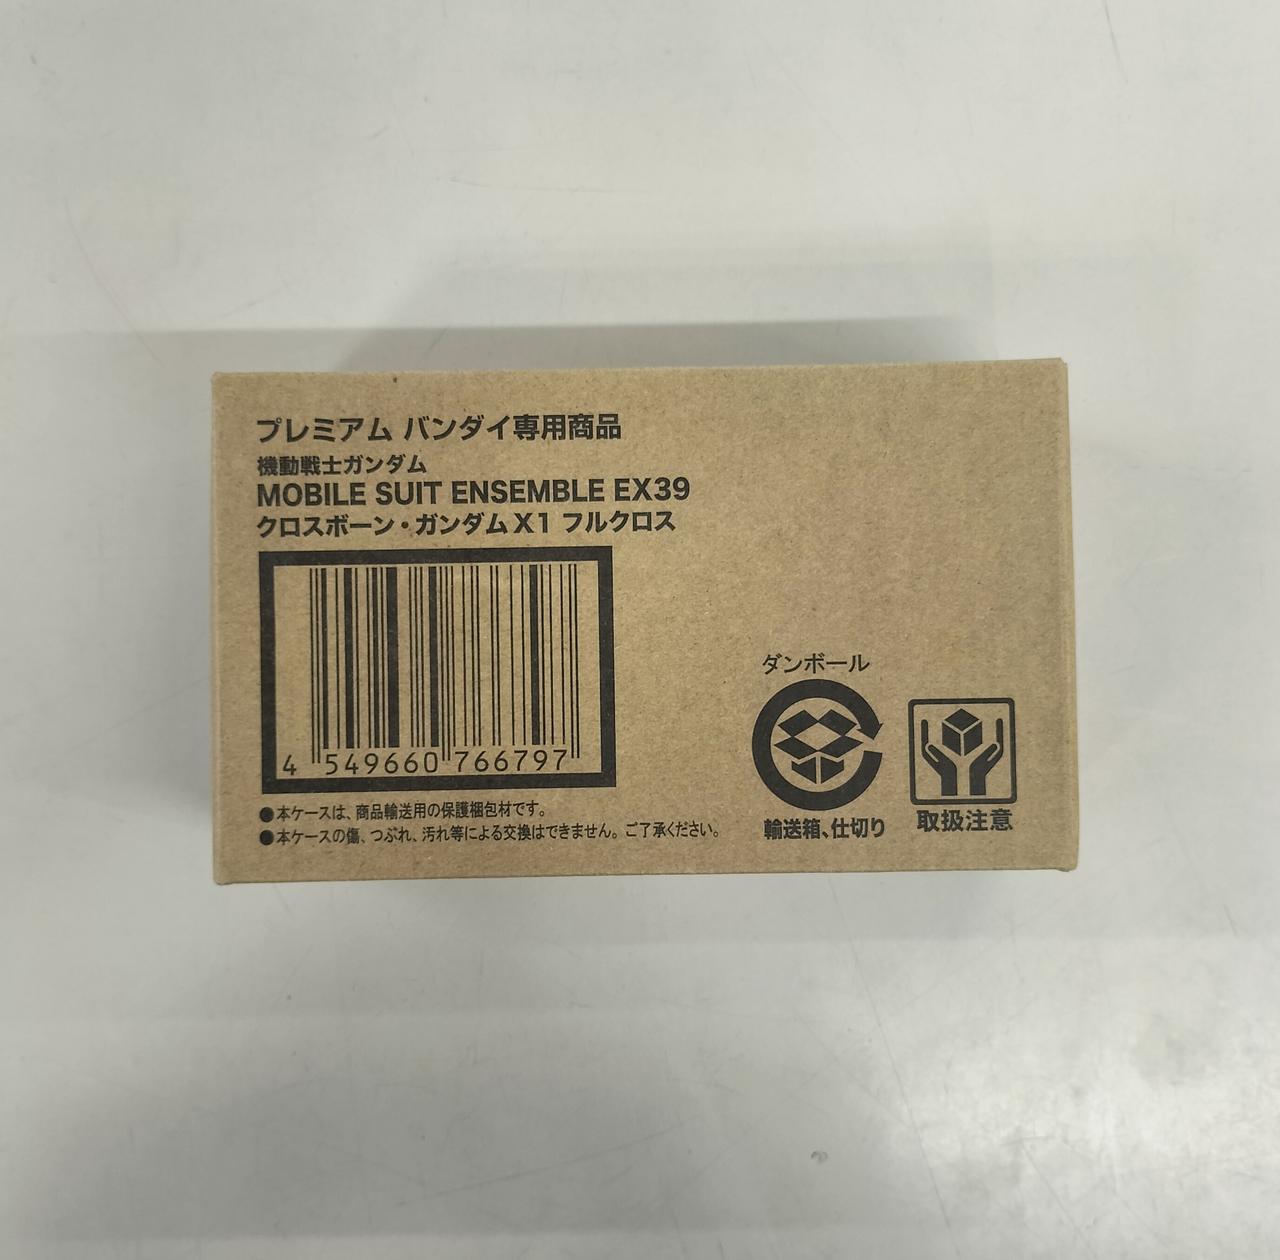 プレミアム バンダイ専用商品
機動戦士ガンダム
MOBILE SUIT ENSEMBLE EX39
クロスボーン・ガンダムX1 フルクロス
4 549660 766797
●本ケースは、商品輸送用の保護梱包材です。
●本ケースの傷、つぶれ、汚れ等による交換はできません。ご了承ください。
ダンボール
輸送箱、仕切り
取扱注意